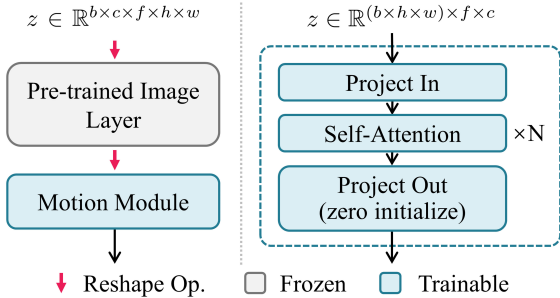 z ∈ ℝ^{b×c×f×h×w}
Pre-trained Image
Layer
Motion Module
z ∈ ℝ^{(b×h×w)×f×c}
Project In
Self-Attention
×N
Project Out
(zero initialize)
Reshape Op.
Frozen
Trainable